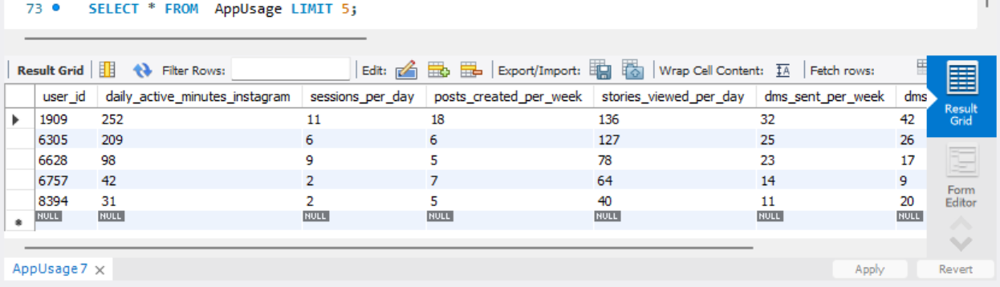 73 SELECT * FROM AppUsage LIMIT 5;
Result Grid Filter Rows: Edit: Export/Import: Wrap Cell Content: Fetch rows:
user_id daily_active_minutes_instagram sessions_per_day posts_created_per_week stories_viewed_per_day dms_sent_per_week dms
1909 252 11 18 136 32 42
6305 209 6 6 127 25 26
6628 98 9 5 78 23 17
6757 42 2 7 64 14 9
8394 31 2 5 40 11 20
NULL NULL NULL NULL NULL NULL NULL
Result
Grid
Form
Editor
AppUsage 7 Apply Revert